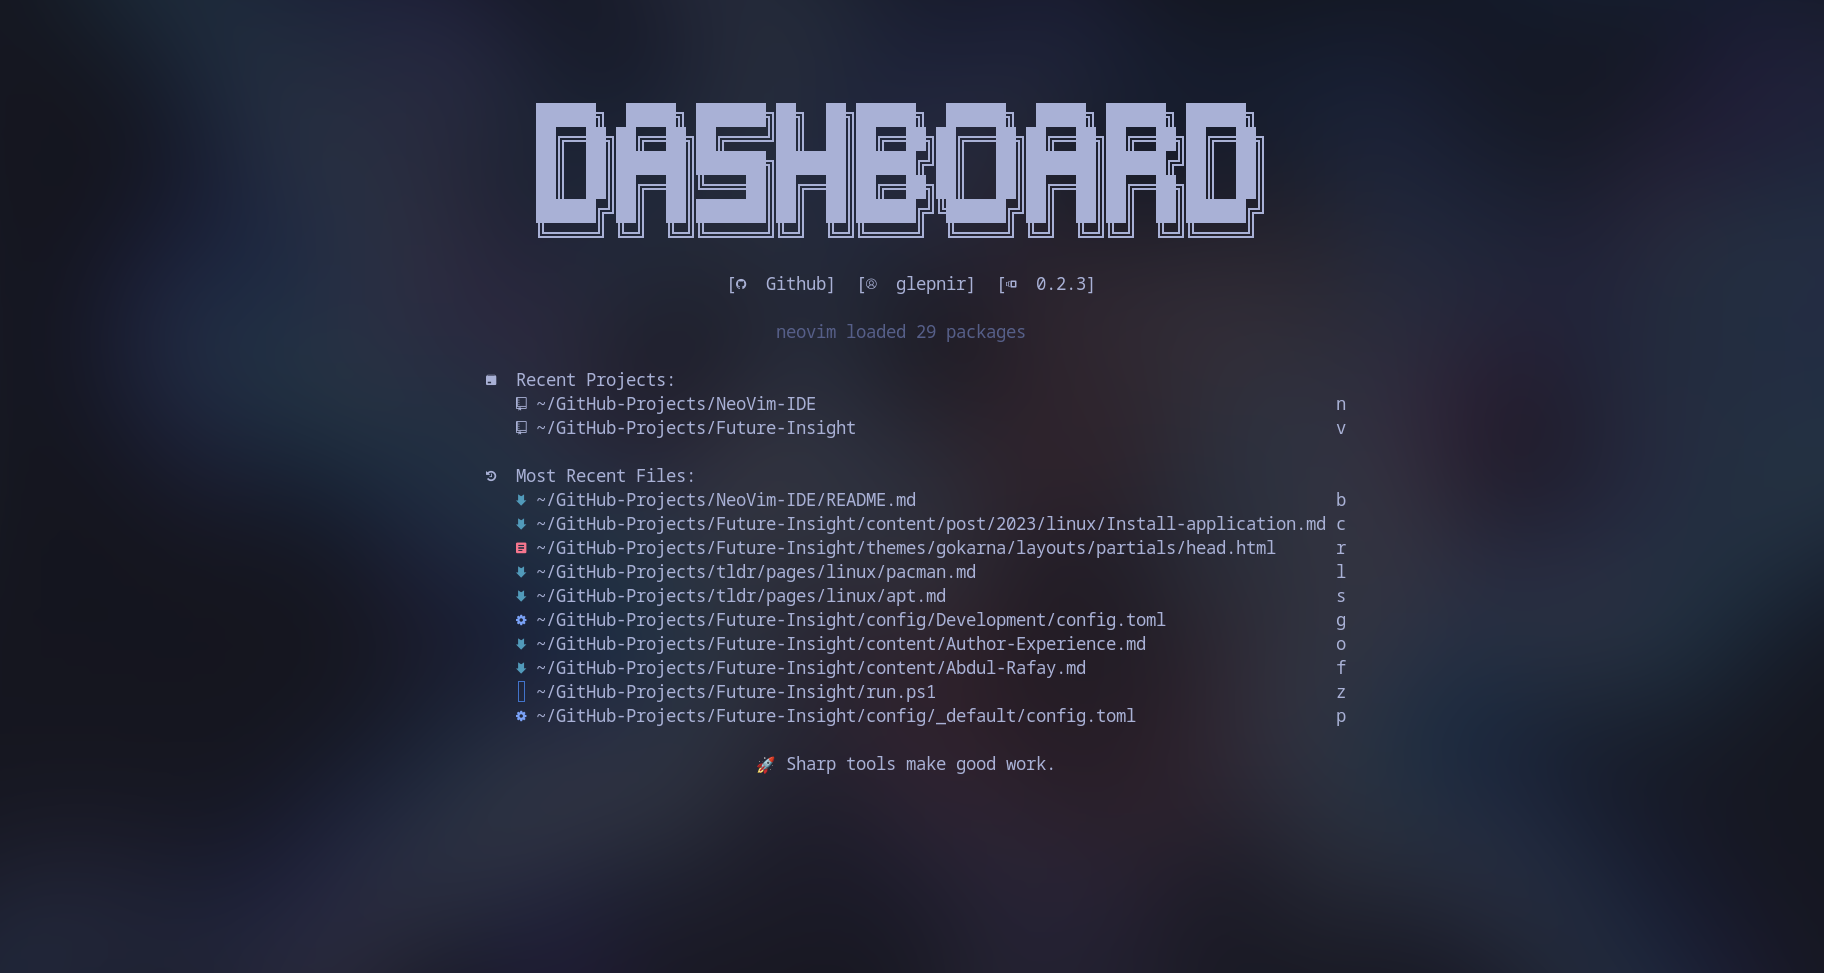 DASHBOARD
[ Github] [ glepnir] [ 0.2.3]
neovim loaded 29 packages
Recent Projects:
~/GitHub-Projects/NeoVim-IDE n
~/GitHub-Projects/Future-Insight v
Most Recent Files:
~/GitHub-Projects/NeoVim-IDE/README.md b
~/GitHub-Projects/Future-Insight/content/post/2023/linux/Install-application.md c
~/GitHub-Projects/Future-Insight/themes/gokarna/layouts/partials/head.html r
~/GitHub-Projects/tldr/pages/linux/pacman.md l
~/GitHub-Projects/tldr/pages/linux/apt.md s
~/GitHub-Projects/Future-Insight/config/Development/config.toml g
~/GitHub-Projects/Future-Insight/content/Author-Experience.md o
~/GitHub-Projects/Future-Insight/content/Abdul-Rafay.md f
~/GitHub-Projects/Future-Insight/run.ps1 z
~/GitHub-Projects/Future-Insight/config/_default/config.toml p
🚀 Sharp tools make good work.